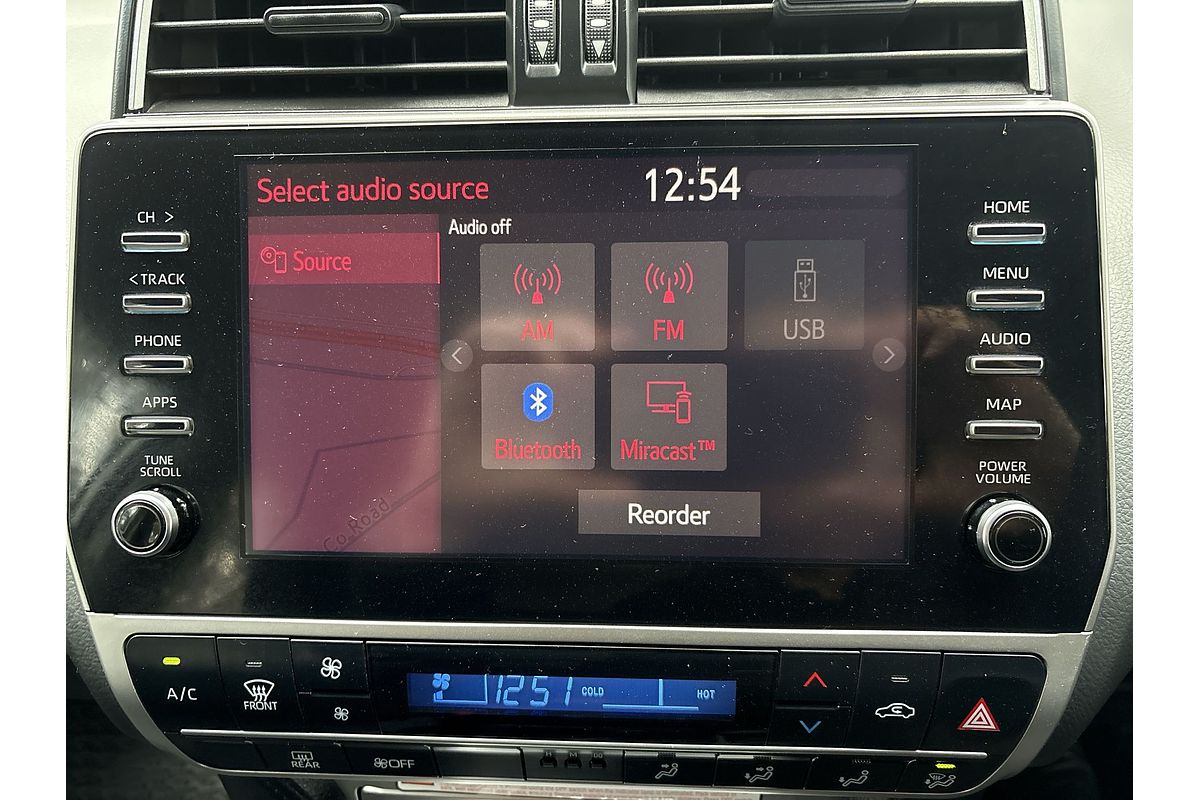 Select audio source
12:54
Audio off
Source
AM
FM
USB
Bluetooth
Miracast™
Reorder
Co Road
CH >
< TRACK
PHONE
APPS
TUNE
SCROLL
HOME
MENU
AUDIO
MAP
POWER
VOLUME
A/C
FRONT
12 51
COLD
HOT
REAR
OFF